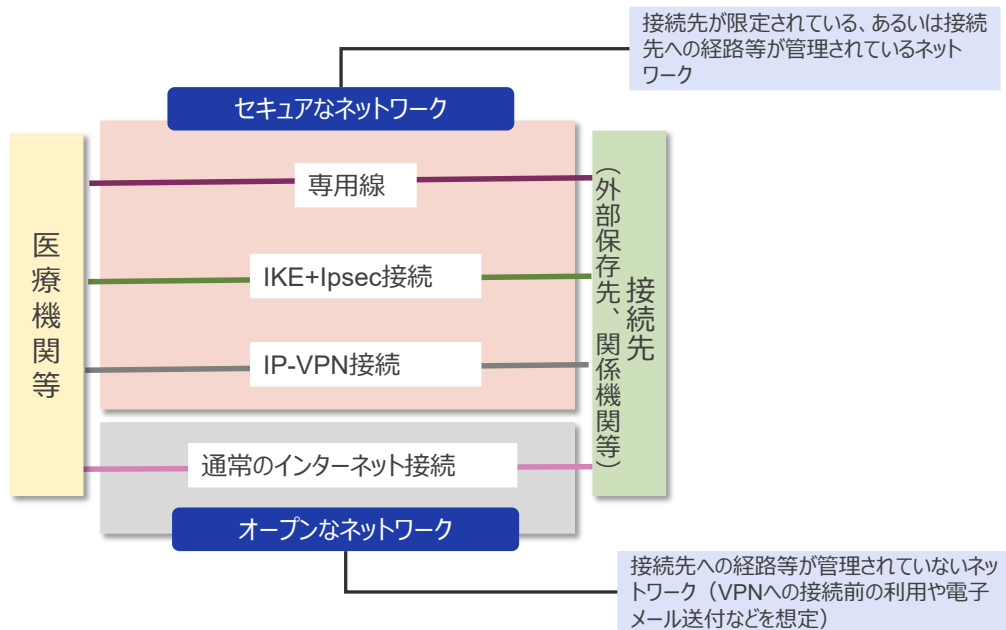 接続先が限定されている、あるいは接続
先への経路等が管理されているネット
ワーク
セキュアなネットワーク
医療機関等
専用線
IKE+Ipsec接続
IP-VPN接続
通常のインターネット接続
接続先
（外部保存先、関係機関等）
オープンなネットワーク
接続先への経路等が管理されていないネッ
トワーク（VPNへの接続前の利用や電子
メール送付などを想定）